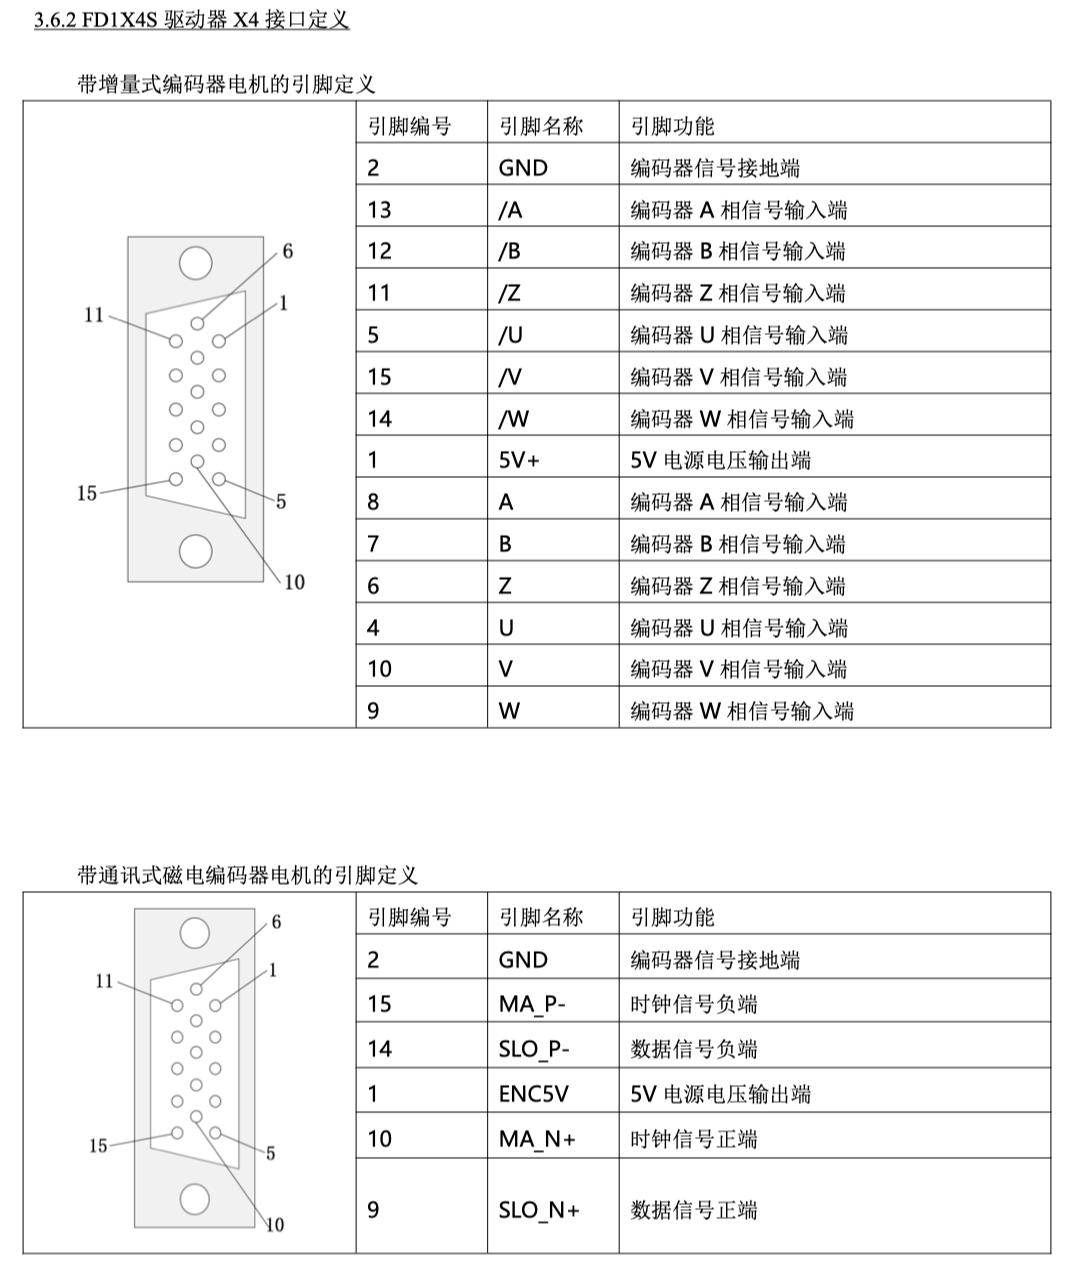 3.6.2 FD1X4S 驱动器 X4 接口定义
带增量式编码器电机的引脚定义
引脚编号 引脚名称 引脚功能
2 GND 编码器信号接地端
13 /A 编码器 A 相信号输入端
12 /B 编码器 B 相信号输入端
11 /Z 编码器 Z 相信号输入端
5 /U 编码器 U 相信号输入端
15 /V 编码器 V 相信号输入端
14 /W 编码器 W 相信号输入端
1 5V+ 5V 电源电压输出端
8 A 编码器 A 相信号输入端
7 B 编码器 B 相信号输入端
6 Z 编码器 Z 相信号输入端
4 U 编码器 U 相信号输入端
10 V 编码器 V 相信号输入端
9 W 编码器 W 相信号输入端
6
1
11
15
5
10
带通讯式磁电编码器电机的引脚定义
引脚编号 引脚名称 引脚功能
2 GND 编码器信号接地端
15 MA_P- 时钟信号负端
14 SLO_P- 数据信号负端
1 ENC5V 5V 电源电压输出端
10 MA_N+ 时钟信号正端
9 SLO_N+ 数据信号正端
6
1
11
15
5
10